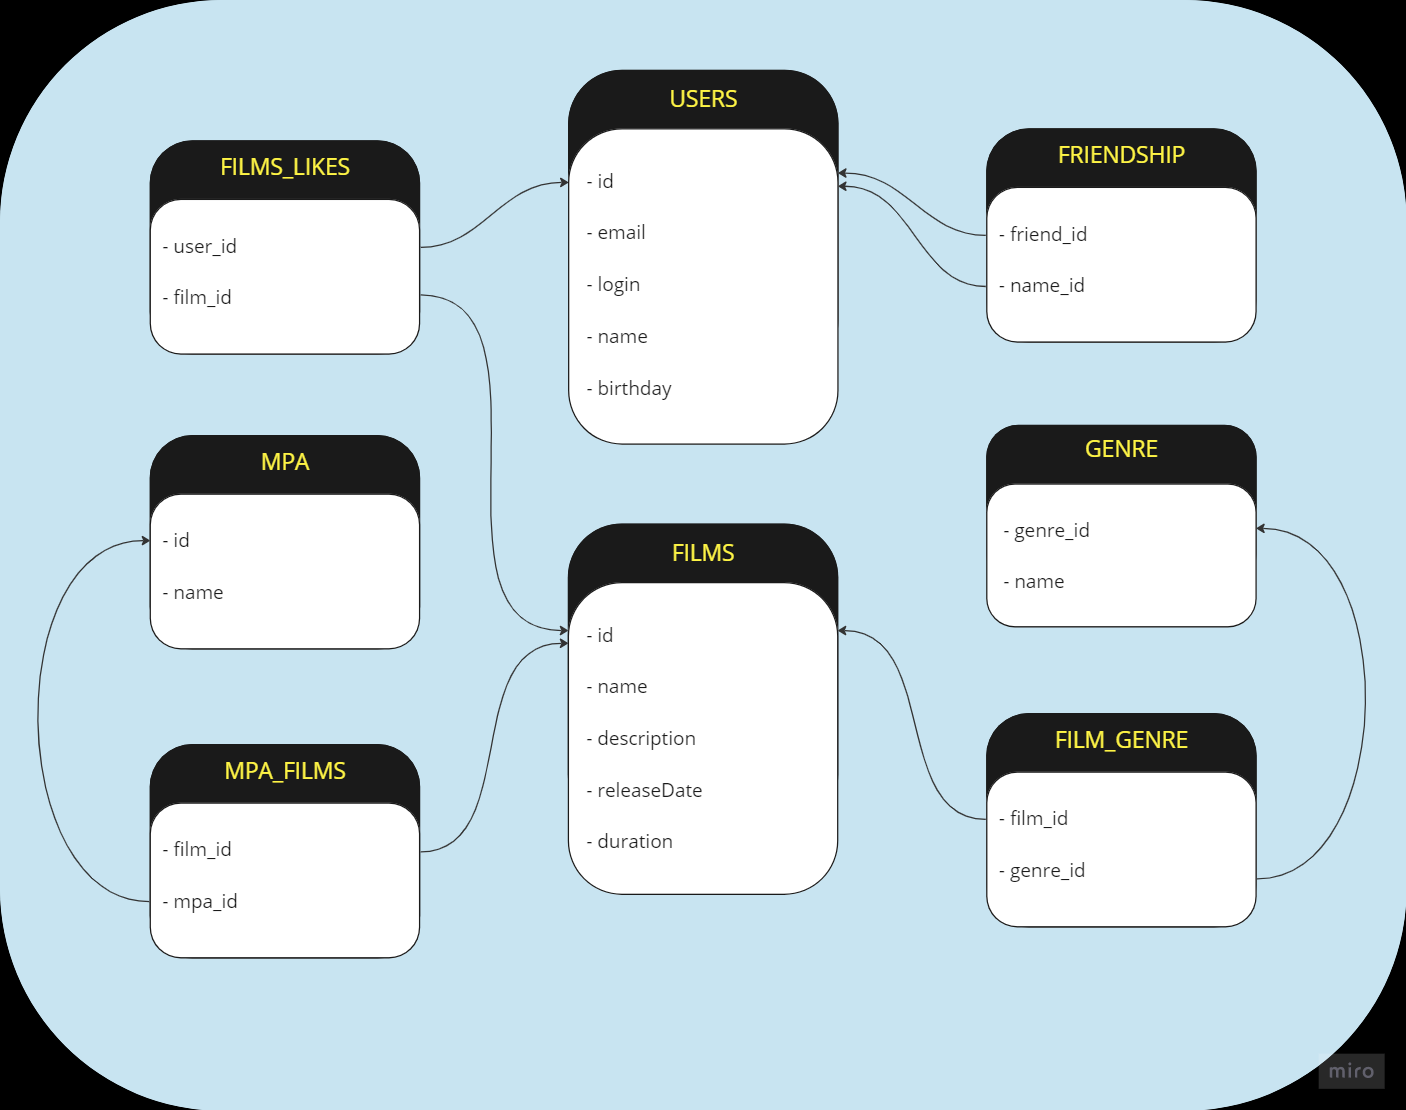 USERS
- id
- email
- login
- name
- birthday
FILMS_LIKES
- user_id
- film_id
FRIENDSHIP
- friend_id
- name_id
MPA
- id
- name
GENRE
- genre_id
- name
FILMS
- id
- name
- description
- releaseDate
- duration
MPA_FILMS
- film_id
- mpa_id
FILM_GENRE
- film_id
- genre_id
miro